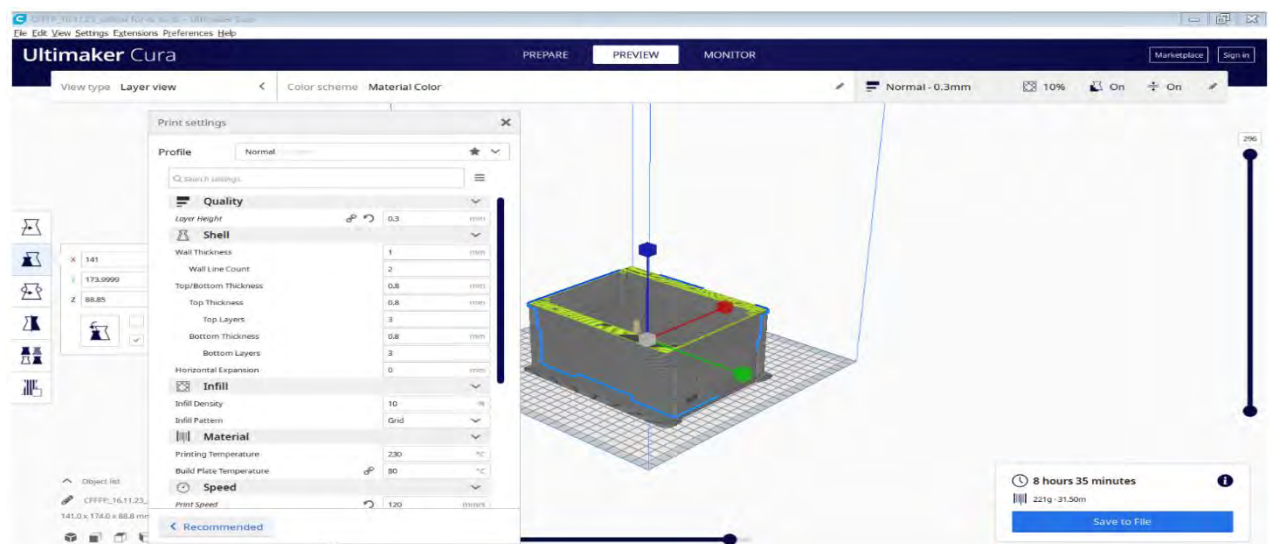 File Edit View Settings Extensions Preferences Help
Ultimaker Cura
PREPARE PREVIEW MONITOR
Marketplace Sign in
View type Layer view
Color scheme Material Color
Normal - 0.3mm 10% On On
Print settings
296
Profile Normal
Search settings
Quality
Layer Height 0.3 mm
Shell
Wall Thickness 1 mm
Wall Line Count 2
Top/Bottom Thickness 0.8 mm
Top Thickness 0.8 mm
Top Layers 3
Bottom Thickness 0.8 mm
Bottom Layers 3
Horizontal Expansion 0 mm
Infill
Infill Density 10 %
Infill Pattern Grid
Material
Printing Temperature 230 °C
Build Plate Temperature 80 °C
Speed
Print Speed 120 mm/s
Recommended
X 141
173.9999
Z 88.85
Object list
CFFFP_16.11.23_
141.0 x 174.0 x 88.8 mm
8 hours 35 minutes
221g · 31.50m
Save to File